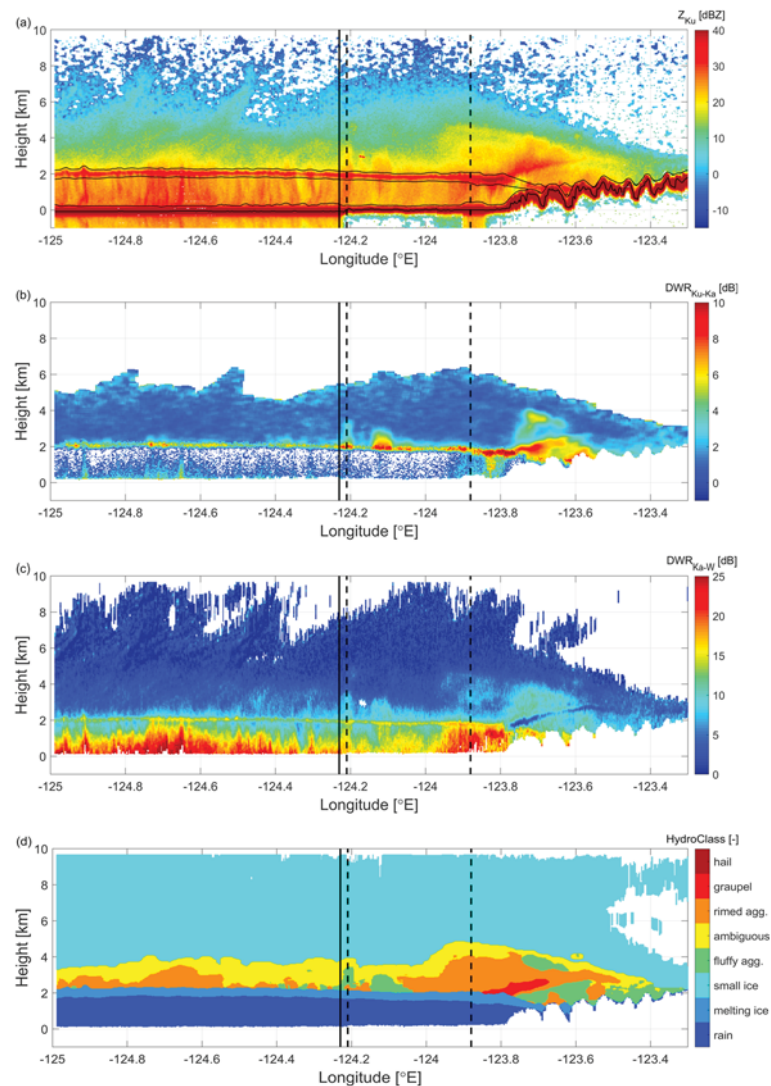 (a)
Z_Ku [dBZ]
Height [km]
10
8
6
4
2
0
40
30
20
10
0
-10
-125 -124.8 -124.6 -124.4 -124.2 -124 -123.8 -123.6 -123.4
Longitude [°E]
(b)
DWR_Ku-Ka [dB]
Height [km]
10
8
6
4
2
0
10
8
6
4
2
0
-125 -124.8 -124.6 -124.4 -124.2 -124 -123.8 -123.6 -123.4
Longitude [°E]
(c)
DWR_Ka-W [dB]
Height [km]
10
8
6
4
2
0
25
20
15
10
5
0
-125 -124.8 -124.6 -124.4 -124.2 -124 -123.8 -123.6 -123.4
Longitude [°E]
(d)
HydroClass [-]
Height [km]
10
8
6
4
2
0
hail
graupel
rimed agg.
ambiguous
fluffy agg.
small ice
melting ice
rain
-125 -124.8 -124.6 -124.4 -124.2 -124 -123.8 -123.6 -123.4
Longitude [°E]